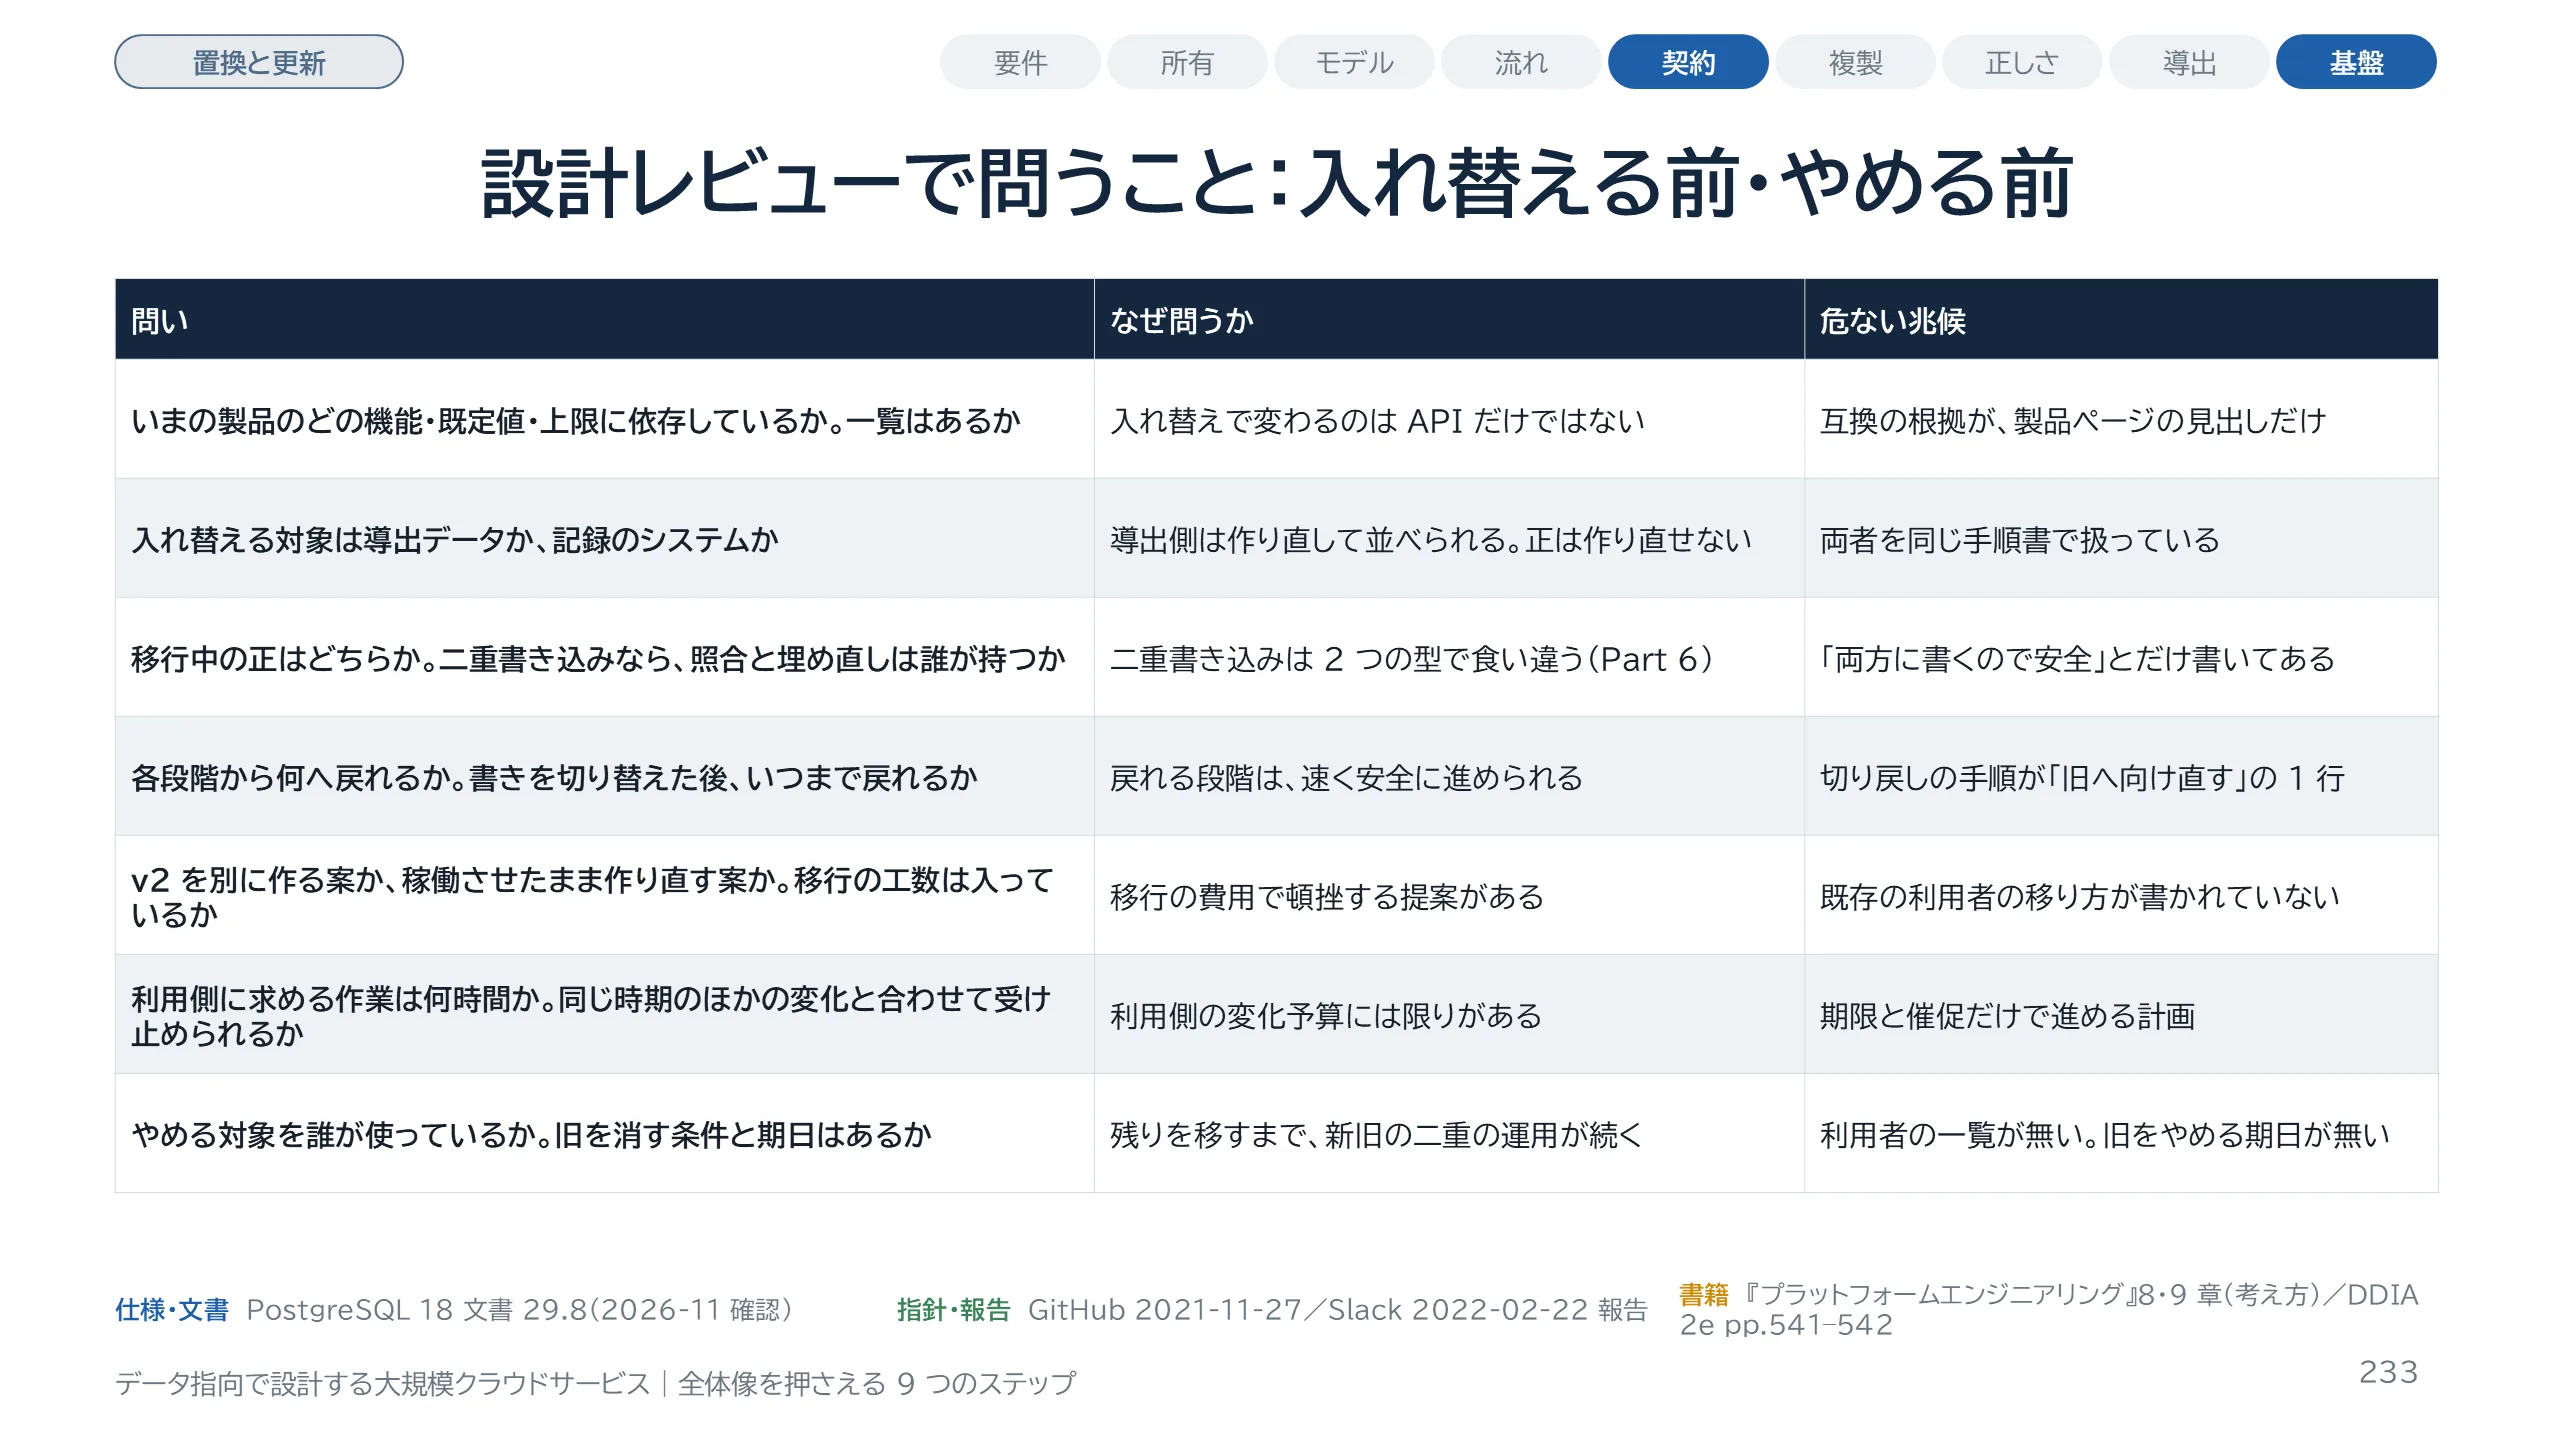 置換と更新
要件
所有
モデル
流れ
契約
複製
正しさ
導出
基盤
設計レビューで問うこと：入れ替える前・やめる前
問い
なぜ問うか
危ない兆候
いまの製品のどの機能・既定値・上限に依存しているか。一覧はあるか
入れ替えで変わるのは API だけではない
互換の根拠が、製品ページの見出しだけ
入れ替える対象は導出データか、記録のシステムか
導出側は作り直して並べられる。正は作り直せない
両者を同じ手順書で扱っている
移行中の正はどちらか。二重書き込みなら、照合と埋め直しは誰が持つか
二重書き込みは 2 つの型で食い違う（Part 6）
「両方に書くので安全」とだけ書いてある
各段階から何へ戻れるか。書きを切り替えた後、いつまで戻れるか
戻れる段階は、速く安全に進められる
切り戻しの手順が「旧へ向け直す」の 1 行
v2 を別に作る案か、稼働させたまま作り直す案か。移行の工数は入って
いるか
移行の費用で頓挫する提案がある
既存の利用者の移り方が書かれていない
利用側に求める作業は何時間か。同じ時期のほかの変化と合わせて受け
止められるか
利用側の変化予算には限りがある
期限と催促だけで進める計画
やめる対象を誰が使っているか。旧を消す条件と期日はあるか
残りを移すまで、新旧の二重の運用が続く
利用者の一覧が無い。旧をやめる期日が無い
仕様・文書 PostgreSQL 18 文書 29.8（2026-11 確認）
指針・報告 GitHub 2021-11-27／Slack 2022-02-22 報告
書籍 『プラットフォームエンジニアリング』8・9 章（考え方）／DDIA
2e pp.541–542
データ指向で設計する大規模クラウドサービス｜全体像を押さえる 9 つのステップ
233